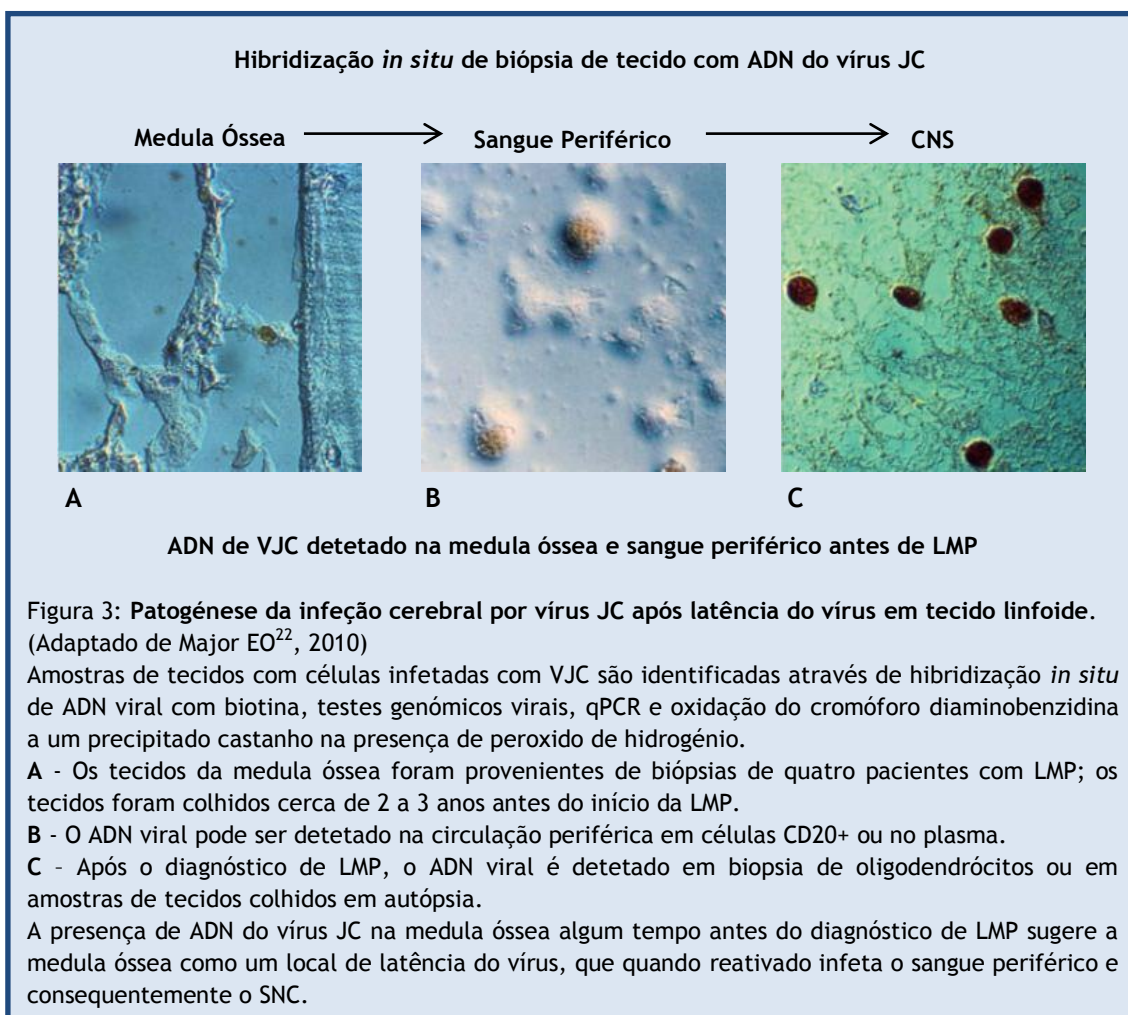 Hibridização in situ de biópsia de tecido com ADN do vírus JC
Medula Óssea Sangue Periférico CNS
A B C
ADN de VJC detetado na medula óssea e sangue periférico antes de LMP
Figura 3: Patogénese da infeção cerebral por vírus JC após latência do vírus em tecido linfoide.
(Adaptado de Major EO22, 2010)
Amostras de tecidos com células infetadas com VJC são identificadas através de hibridização in situ
de ADN viral com biotina, testes genómicos virais, qPCR e oxidação do cromóforo diaminobenzidina
a um precipitado castanho na presença de peroxido de hidrogénio.
A - Os tecidos da medula óssea foram provenientes de biópsias de quatro pacientes com LMP; os
tecidos foram colhidos cerca de 2 a 3 anos antes do início da LMP.
B - O ADN viral pode ser detetado na circulação periférica em células CD20+ ou no plasma.
C – Após o diagnóstico de LMP, o ADN viral é detetado em biopsia de oligodendrócitos ou em
amostras de tecidos colhidos em autópsia.
A presença de ADN do vírus JC na medula óssea algum tempo antes do diagnóstico de LMP sugere a
medula óssea como um local de latência do vírus, que quando reativado infeta o sangue periférico e
consequentemente o SNC.